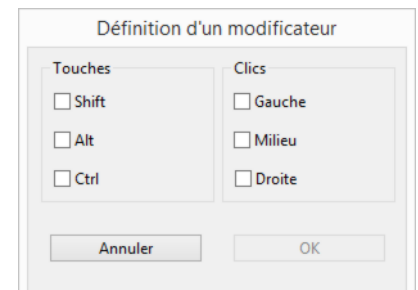 Définition d'un modificateur
Touches
Clics
Shift
Gauche
Alt
Milieu
Ctrl
Droite
Annuler
OK